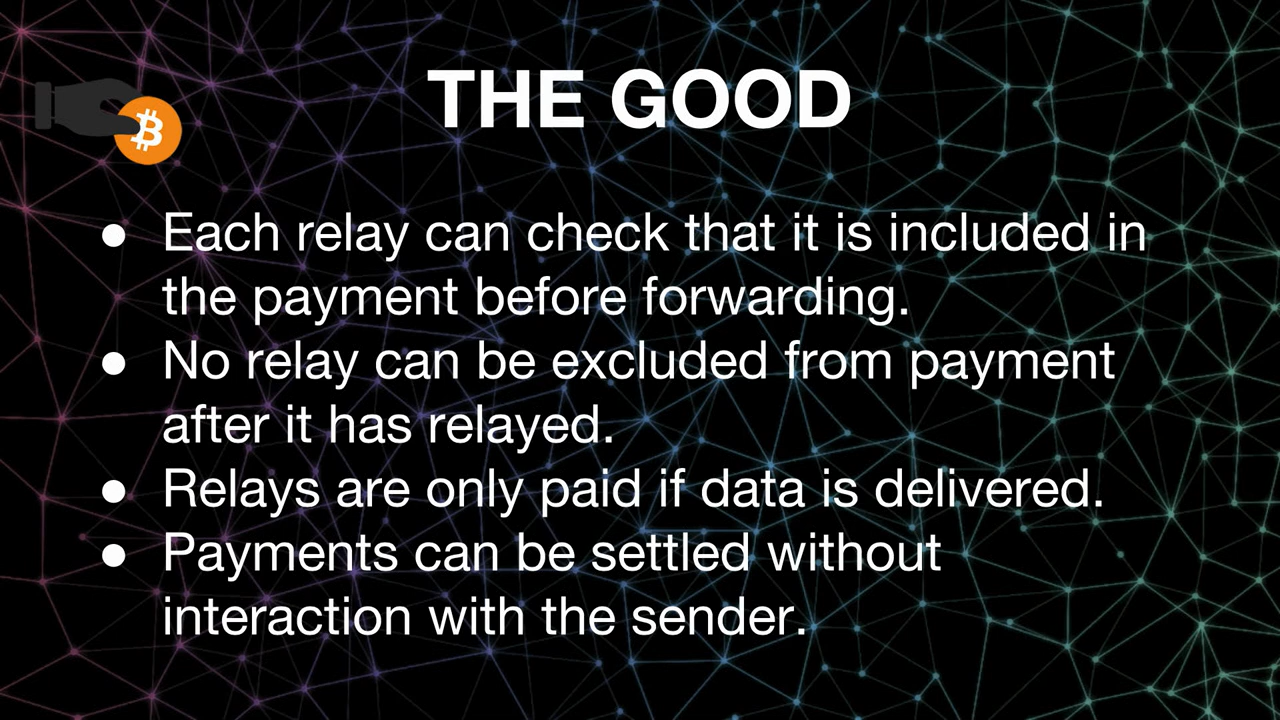 THE GOOD
● Each relay can check that it is included in
the payment before forwarding.
● No relay can be excluded from payment
after it has relayed.
● Relays are only paid if data is delivered.
● Payments can be settled without
interaction with the sender.